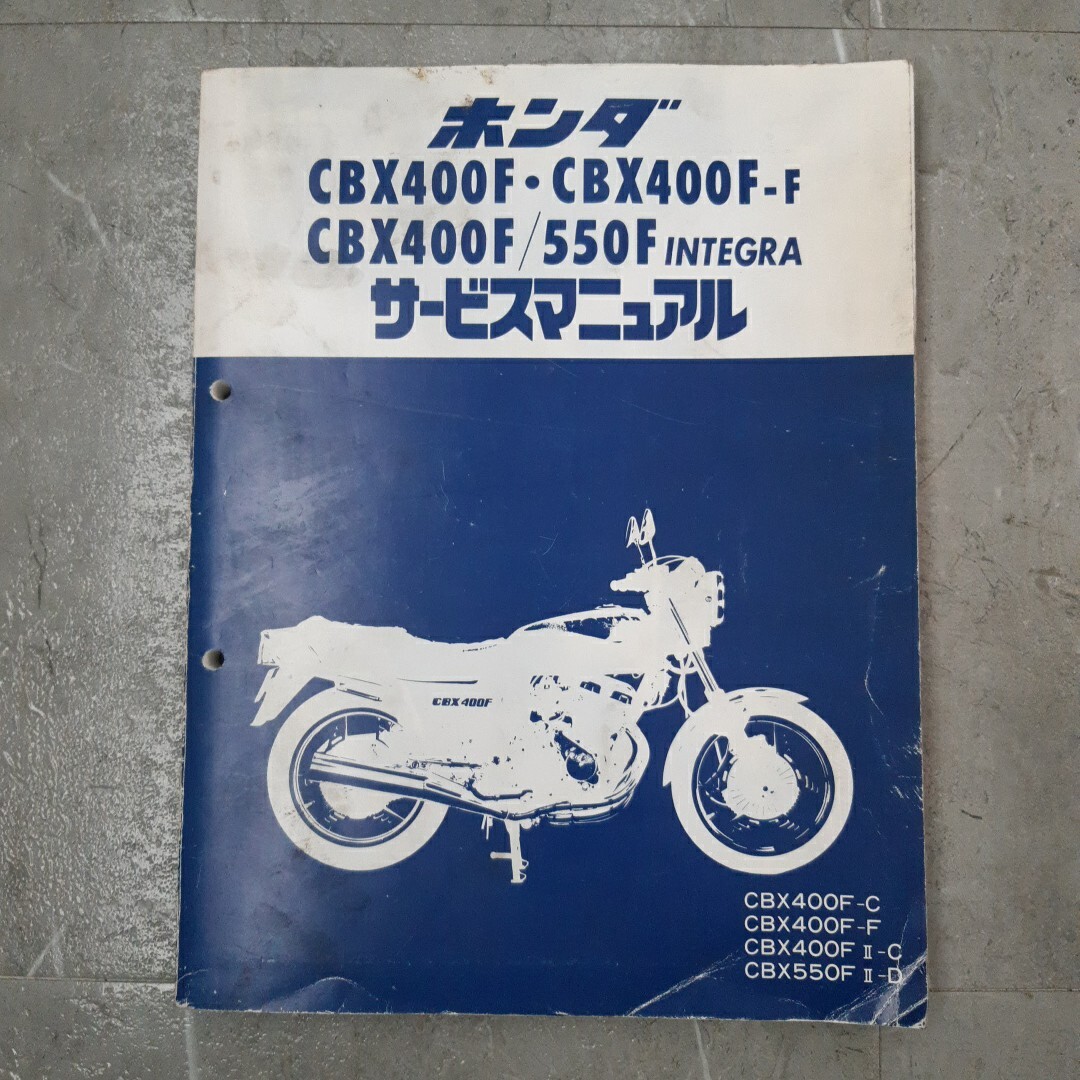 ホンダ
CBX400F・CBX400F-F
CBX400F/550F INTEGRA
サービスマニュアル
CBX400F
CBX400F-C
CBX400F-F
CBX400F Ⅱ-C
CBX550F Ⅱ-D